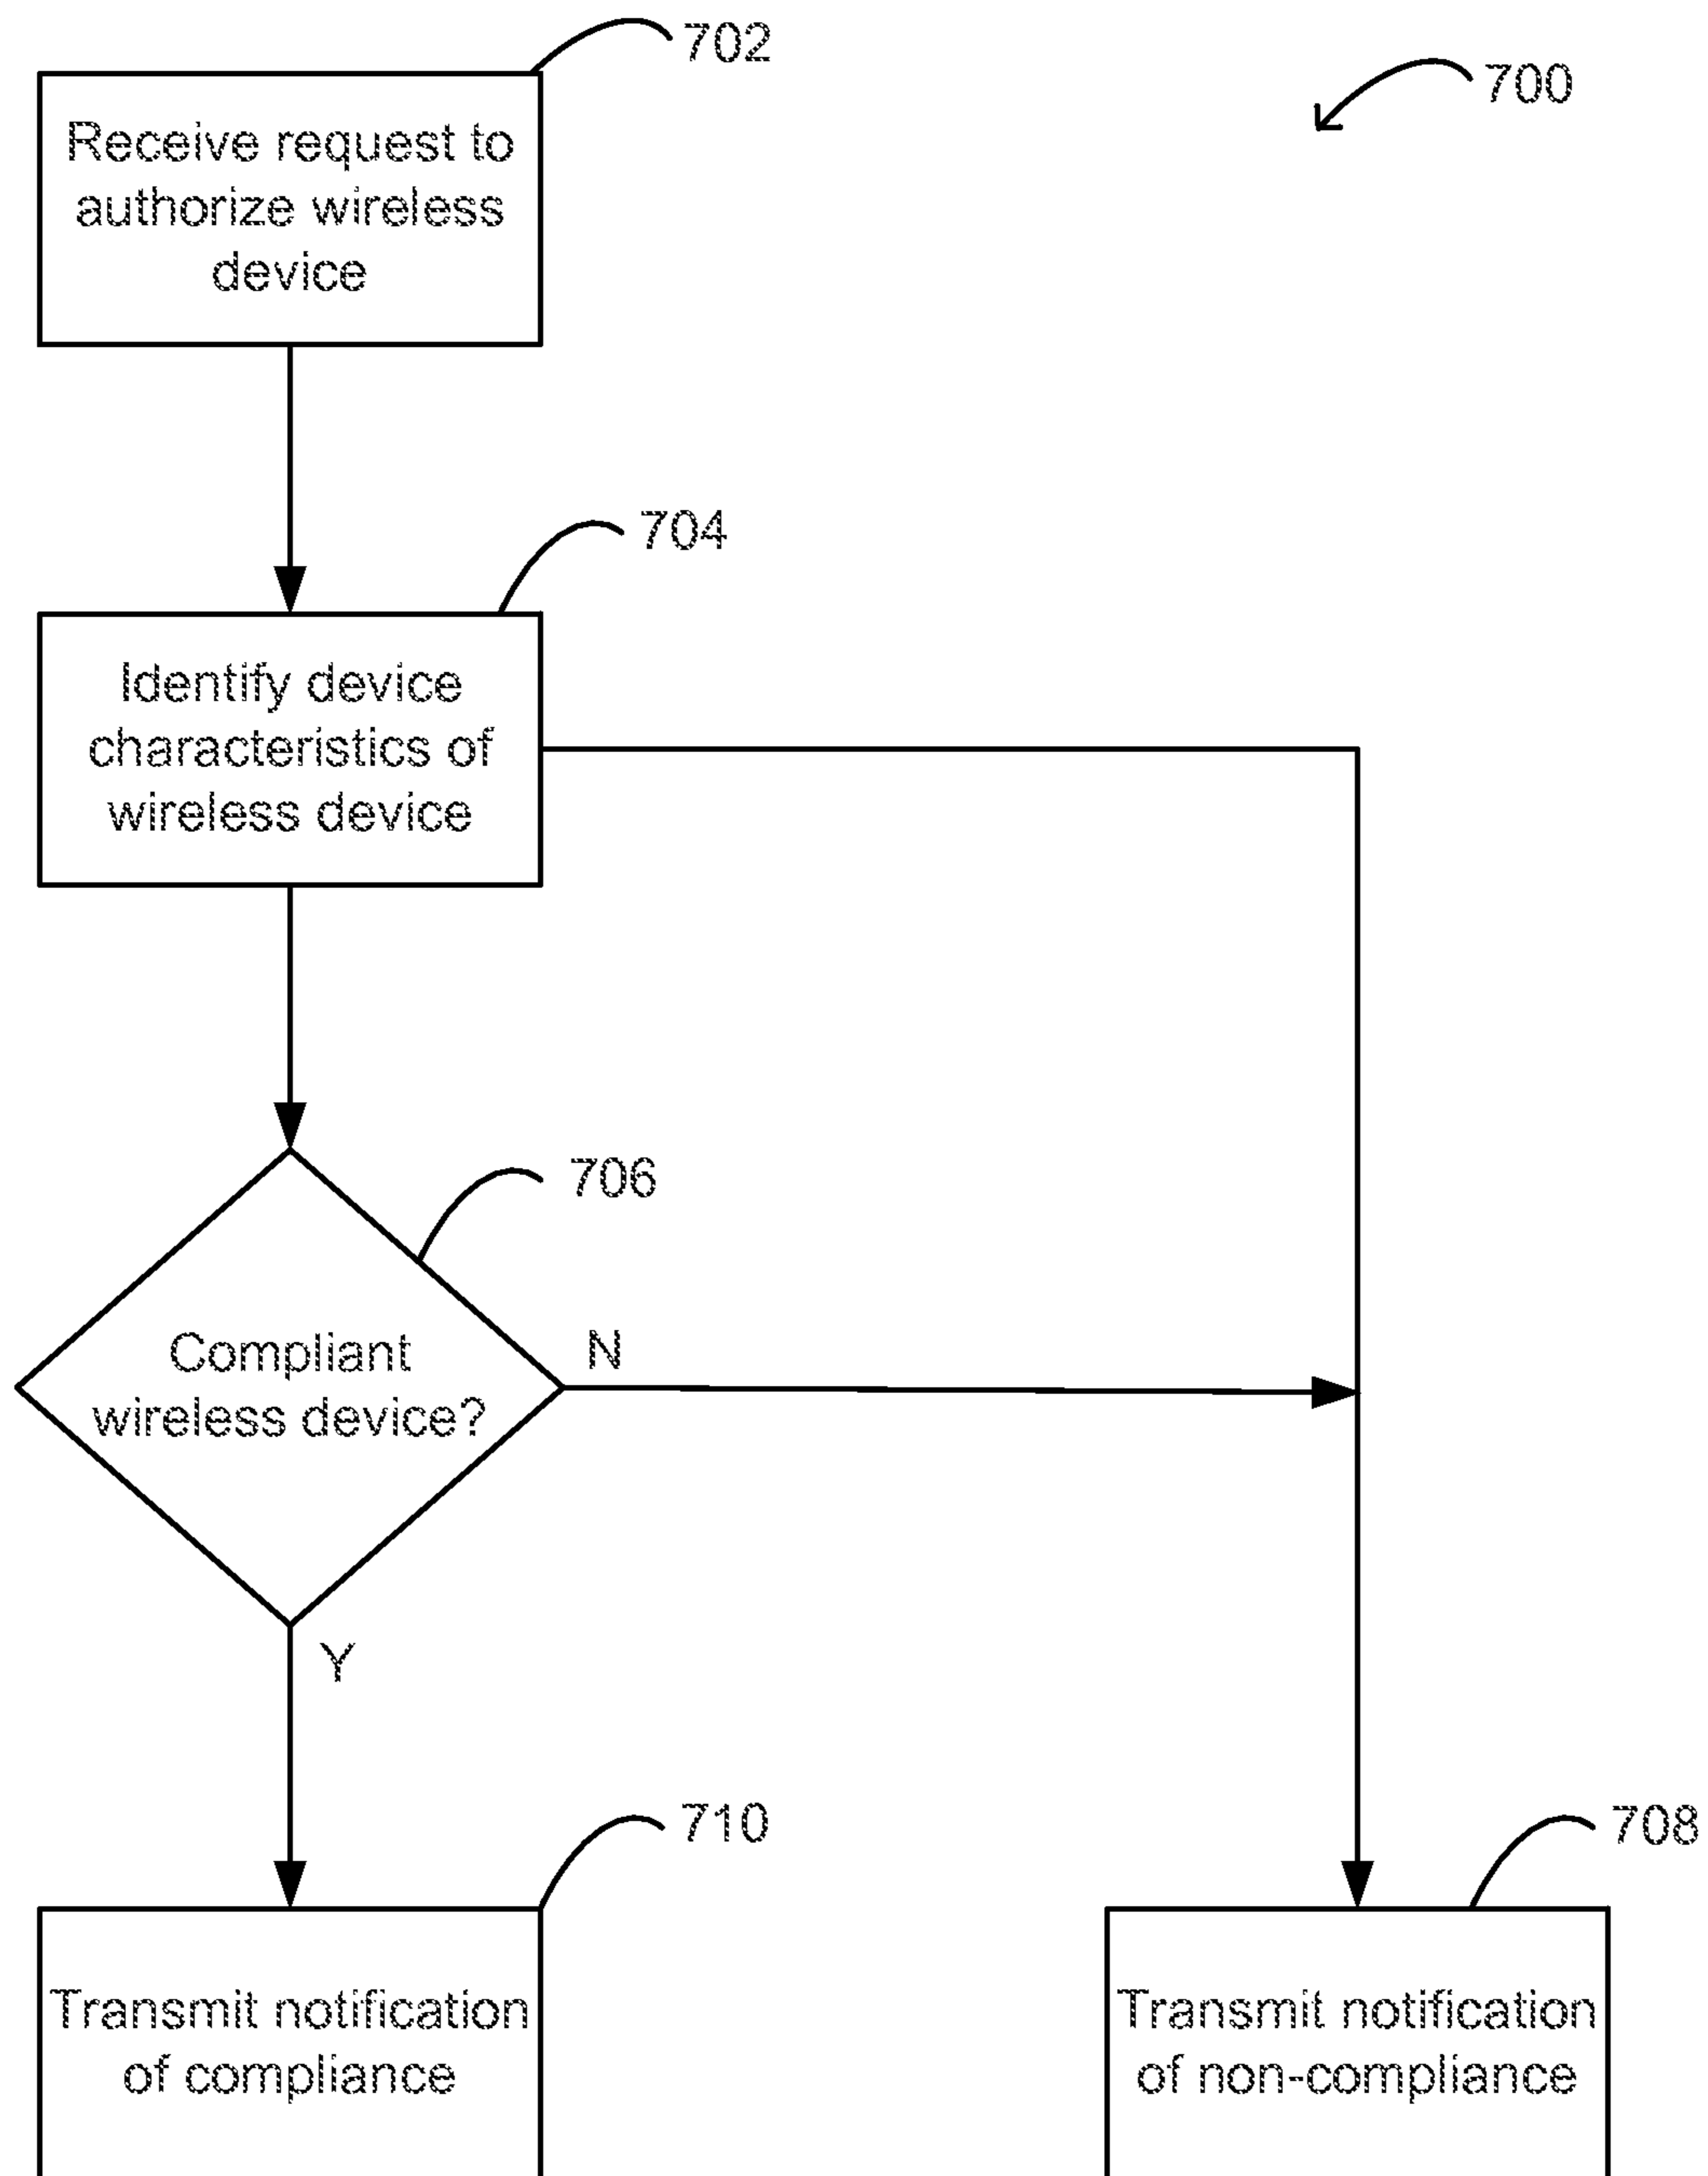 702
700
Receive request to
authorize wireless
device
704
Identify device
characteristics of
wireless device
706
Compliant
wireless device?
N
Y
710
708
Transmit notification
of compliance
Transmit notification
of non-compliance